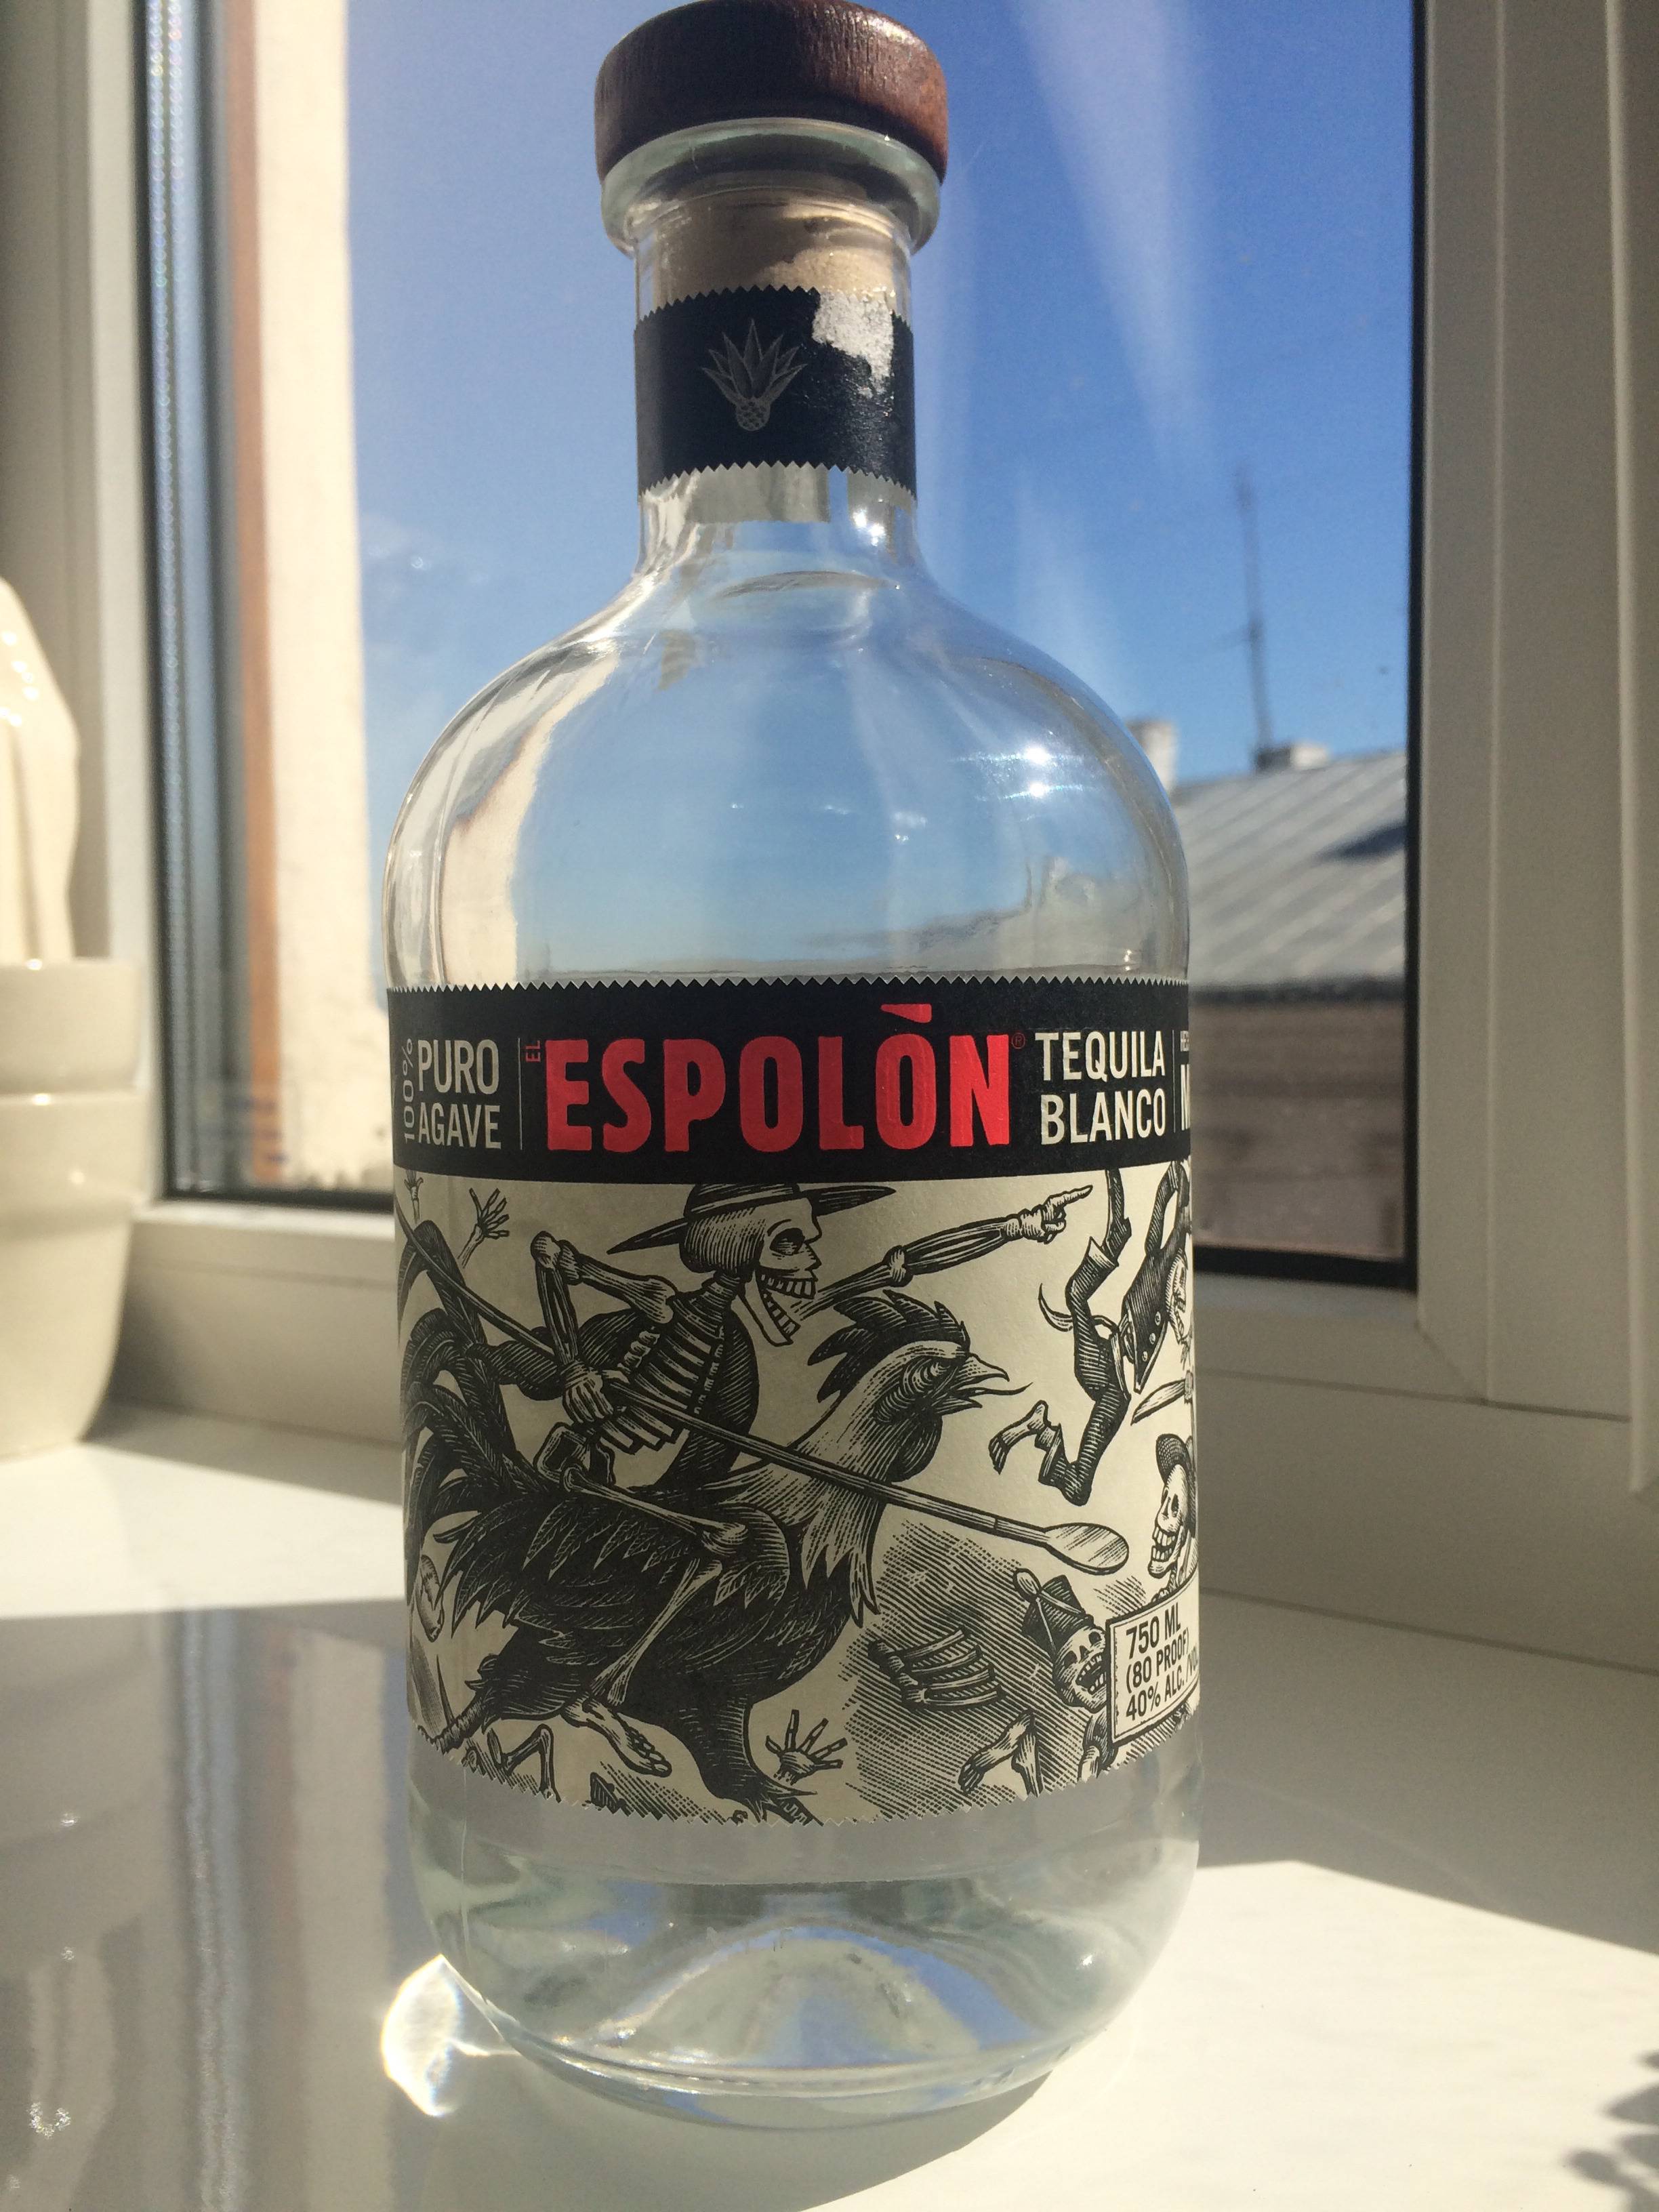 100% PURO AGAVE
EL ESPOLÒN® TEQUILA BLANCO
750 ML
(80 PROOF)
40% ALC.